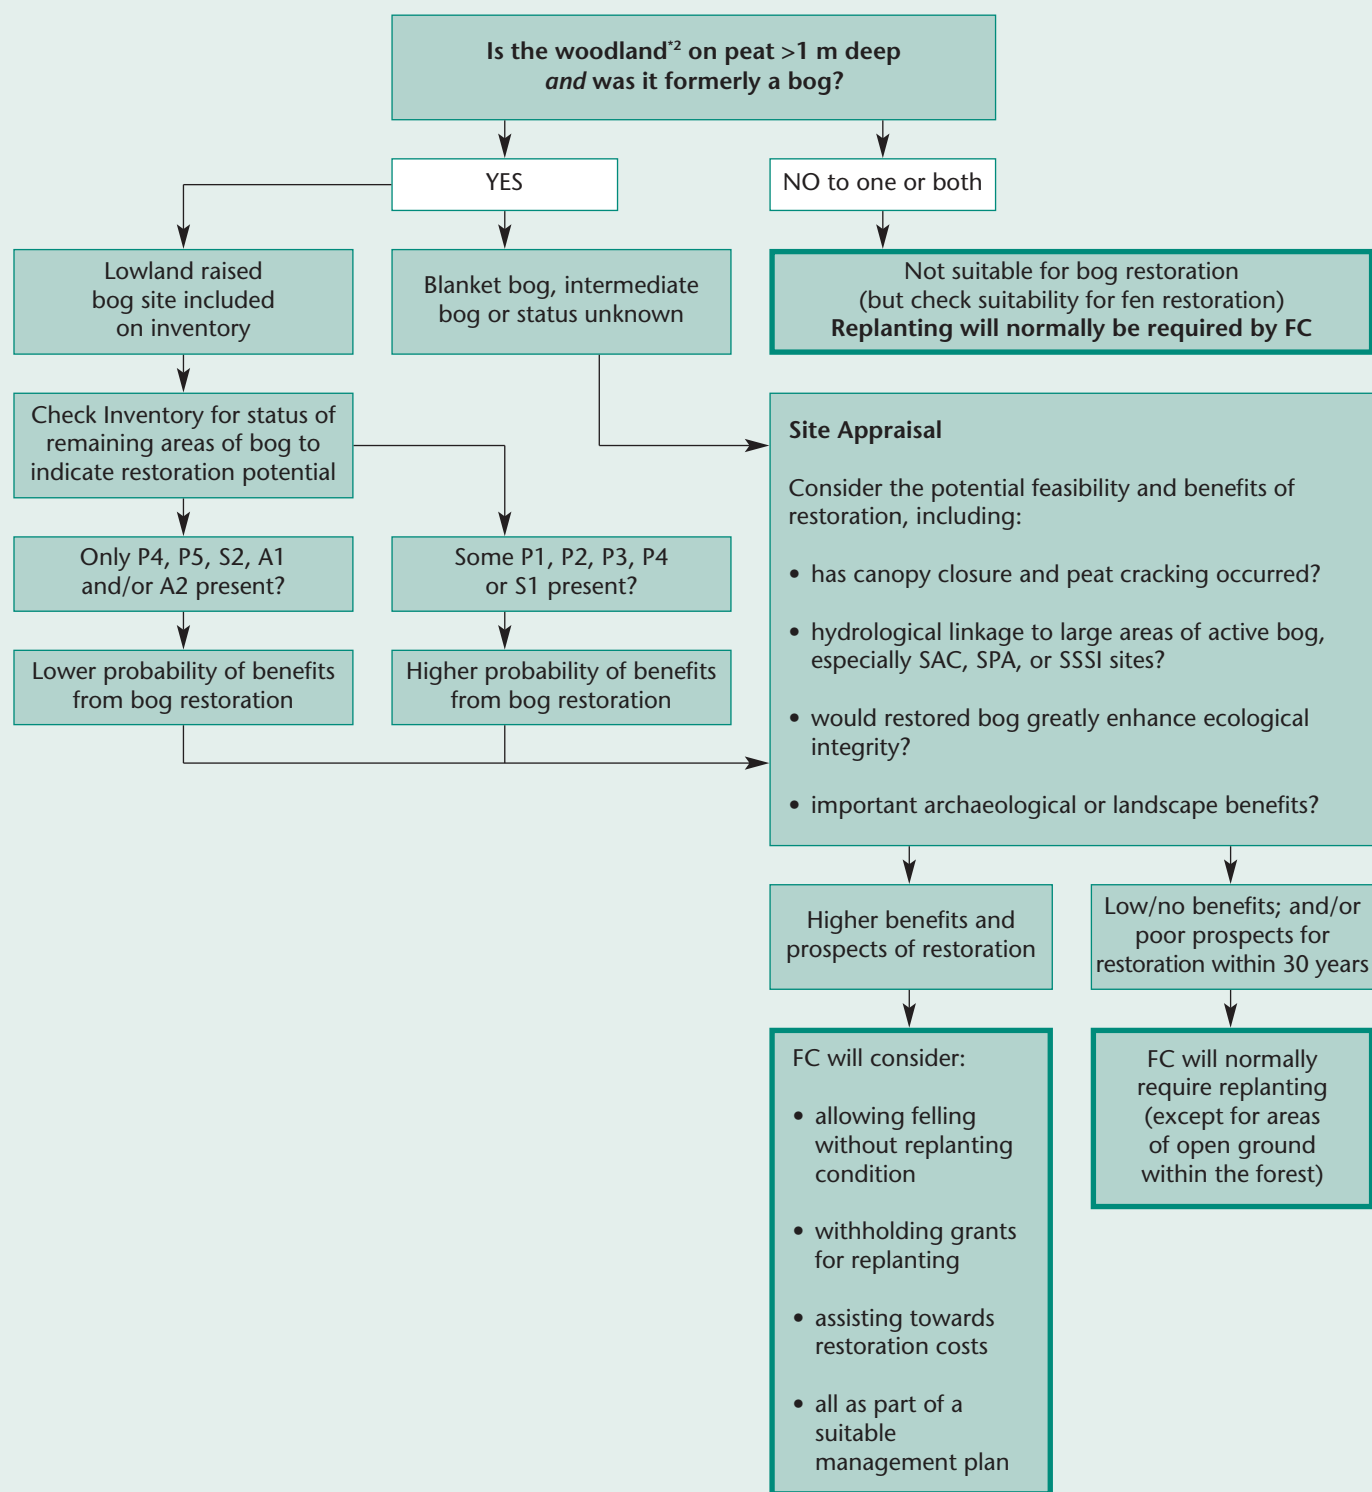 Is the woodland*2 on peat >1 m deep
and was it formerly a bog?
YES
NO to one or both
Lowland raised
bog site included
on inventory
Blanket bog, intermediate
bog or status unknown
Not suitable for bog restoration
(but check suitability for fen restoration)
Replanting will normally be required by FC
Check Inventory for status of
remaining areas of bog to
indicate restoration potential
Only P4, P5, S2, A1
and/or A2 present?
Some P1, P2, P3, P4
or S1 present?
Lower probability of benefits
from bog restoration
Higher probability of benefits
from bog restoration
Site Appraisal
Consider the potential feasibility and benefits of
restoration, including:
• has canopy closure and peat cracking occurred?
• hydrological linkage to large areas of active bog,
especially SAC, SPA, or SSSI sites?
• would restored bog greatly enhance ecological
integrity?
• important archaeological or landscape benefits?
Higher benefits and
prospects of restoration
Low/no benefits; and/or
poor prospects for
restoration within 30 years
FC will consider:
• allowing felling
without replanting
condition
• withholding grants
for replanting
• assisting towards
restoration costs
• all as part of a
suitable
management plan
FC will normally
require replanting
(except for areas
of open ground
within the forest)